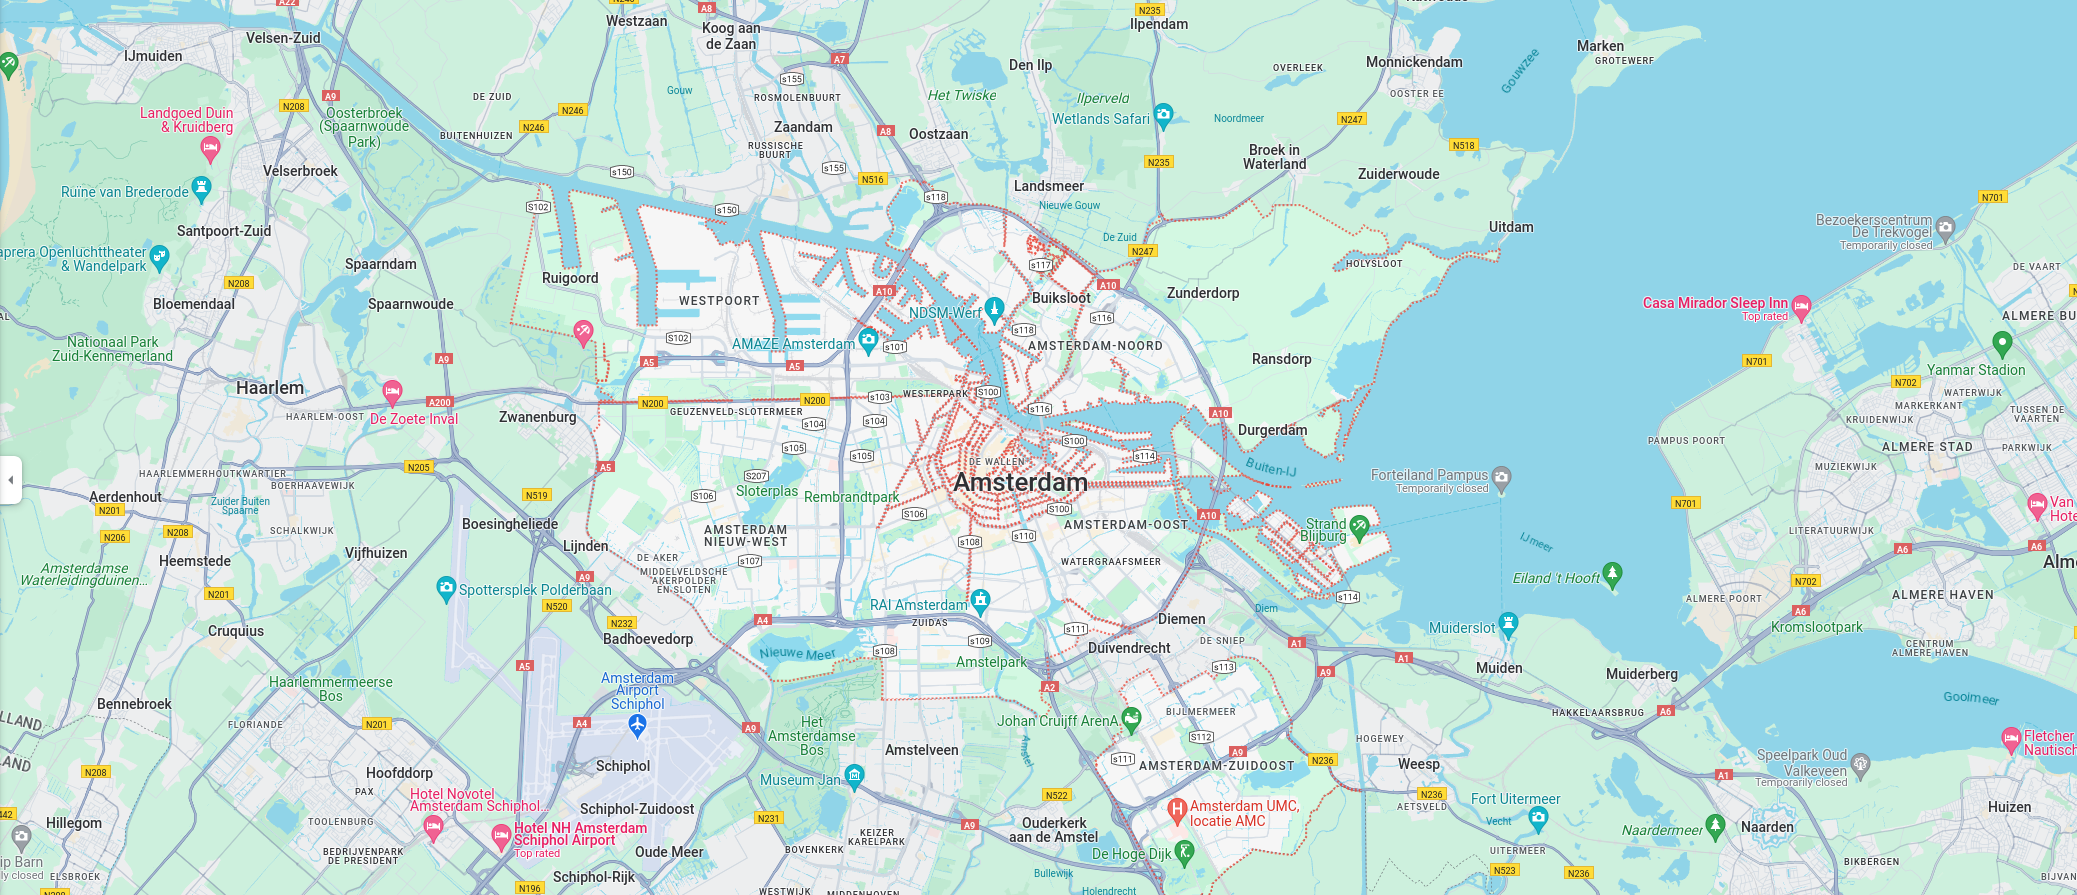 A22
N246
Westzaan
A8
Koog aan
de Zaan
N235
Ilpendam
Velsen-Zuid
IJmuiden
A7
Den Ilp
OVERLEEK
Monnickendam
Marken
GROTEWERF
Gouwzee
s155
Gouw
DE ZUID
ROSMOLENBUURT
Het Twiske
Ilperveld
OOSTER EE
A9
N208
N246
Landgoed Duin
& Kruidberg
Oosterbroek
(Spaarnwoude
Park)
N246
BUITENHUIZEN
Zaandam
A8
Oostzaan
Wetlands Safari
Noordmeer
N247
RUSSISCHE
BUURT
N518
Broek in
Waterland
N235
Velserbroek
s150
s155
N516
Zuiderwoude
Ruïne van Brederode
Landsmeer
s118
Nieuwe Gouw
N701
s102
s150
Santpoort-Zuid
Uitdam
Bezoekerscentrum
De Trekvogel
Temporarily closed
De Zuid
N247
aprera Openluchttheater
& Wandelpark
Spaarndam
s117
HOLYSLOOT
DE VAART
N208
Ruigoord
A10
A10
Bloemendaal
Spaarnwoude
WESTPOORT
Buiksloot
Zunderdorp
Casa Mirador Sleep Inn
Top rated
ALMERE BU
NDSM-Werf
s116
s118
Nationaal Park
Zuid-Kennemerland
s102
AMAZE Amsterdam
s101
AMSTERDAM-NOORD
A9
A5
A5
Ransdorp
N701
Yanmar Stadion
N702
Haarlem
WATERWIJK
De Zoete Inval
A200
N200
N200
s103
WESTERPARK
S100
MARKERKANT
HAARLEM-OOST
Zwanenburg
GEUZENVELD-SLOTERMEER
s104
s104
s116
A10
KRUIDENWIJK
TUSSEN DE
VAARTEN
Durgerdam
PAMPUS POORT
S100
ALMERE STAD
PARKWIJK
s105
s105
s114
DE WALLEN
Buiten-IJ
MUZIEKWIJK
N205
A5
HAARLEMMERHOUTKWARTIER
BOERHAAVEWIJK
S207
Forteiland Pampus
Temporarily closed
Amsterdam
Aerdenhout
N201
Zuider Buiten
Spaarne
N519
s106
Sloterplas
Rembrandtpark
s106
S100
A10
N701
Van
Hote
Boesingheliede
AMSTERDAM
NIEUW-WEST
AMSTERDAM-OOST
Strand
Blijburg
SCHALKWIJK
N206
LITERATUURWIJK
Lijnden
s108
s110
IJmeer
A6
A6
Vijfhuizen
DE AKER
s107
WATERGRAAFSMEER
Alm
Heemstede
MIDDELVELDSCHE
AKERPOLDER
EN-SLOTEN
Amsterdamse
Waterleidingduinen...
A9
Eiland 't Hooft
N702
Spottersplek Polderbaan
N201
N520
RAI Amsterdam
s114
ALMERE POORT
ALMERE HAVEN
Diem
A6
N232
A4
ZUIDAS
Diemen
Muiderslot
Kromslootpark
Cruquius
Badhoevedorp
s111
s109
DE SNIEP
A1
CENTRUM
ALMERE HAVEN
Nieuwe Meer
s108
Duivendrecht
A5
Amstelpark
s113
A1
Muiden
Muiderberg
A9
Haarlemmermeerse
Bos
Amsterdam
Airport
Schiphol
A2
Gooimeer
Bennebroek
BIJLMERMEER
HAKKELAARSBRUG
A6
FLORIANDE
N201
A4
A9
Het
Amsterdamse
Bos
Johan Cruijff ArenA
s112
HOGEWEY
Fletcher
Nautisch
Amstelveen
Amstel
s111
A9
N236
Speelpark Oud
Valkeveen
Temporarily closed
AMSTERDAM-ZUIDOOST
Weesp
Schiphol
N208
Hoofddorp
Museum Jan
A1
PAX
Hotel Novotel
Amsterdam Schiphol...
Schiphol-Zuidoost
N522
N236
AETSVELD
Fort Uitermeer
Amsterdam UMC,
locatie AMC
Huizen
442
Hillegom
TOOLENBURG
N231
A9
Ouderkerk
aan de Amstel
Vecht
Naardermeer
Naarden
Hotel NH Amsterdam
Schiphol Airport
Top rated
KEIZER
KARELPARK
BEDRIJVENPARK
DE PRESIDENT
Oude Meer
BOVENKERK
De Hoge Dijk
UITERMEER
BIKBERGEN
ip Barn
ly closed
ELSBROEK
Schiphol-Rijk
Bullewijk
N523
N236
BIJVAN
N196
WESTWIJK
MIDDENHOVEN
Holendrecht